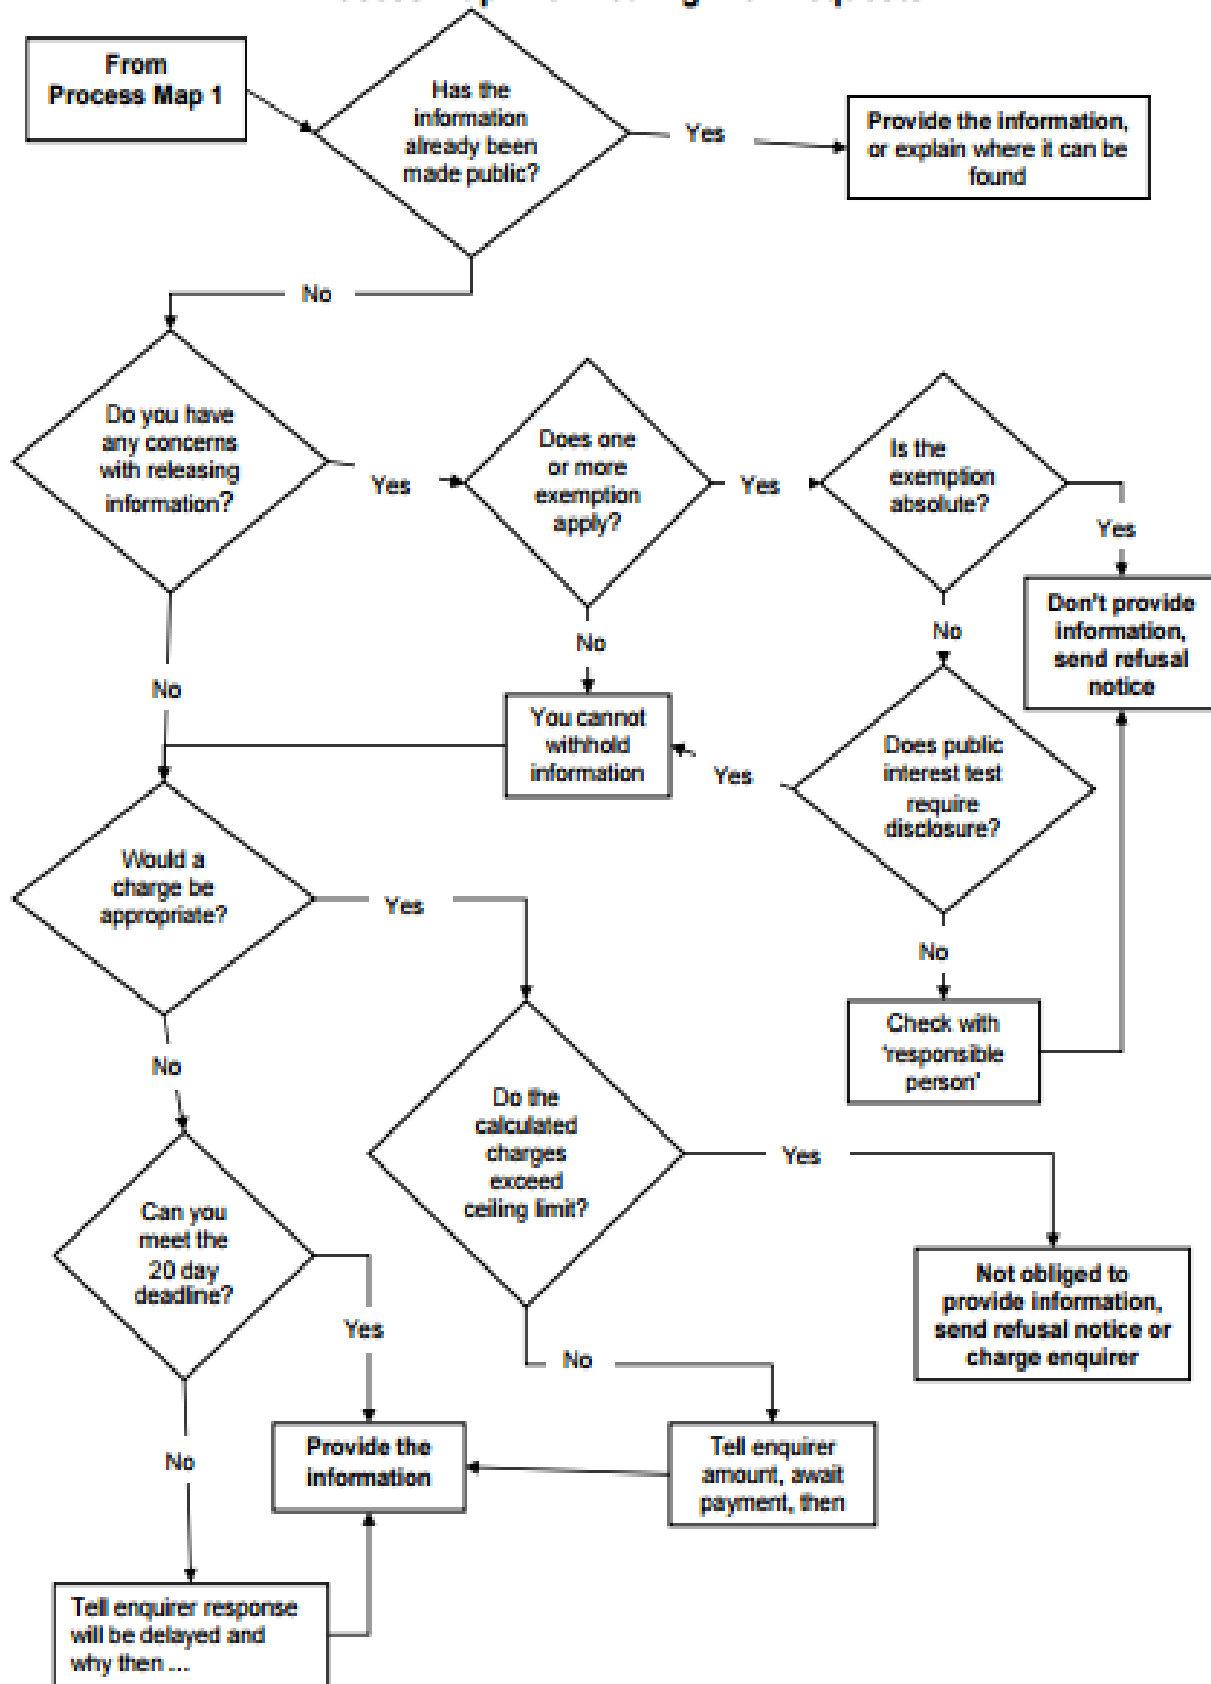 From
Process Map 1
Has the
information
already been
made public?
Yes
Provide the information,
or explain where it can be
found
No
Do you have
any concerns
with releasing
information?
Yes
Does one
or more
exemption
apply?
Yes
Is the
exemption
absolute?
Yes
Don't provide
information,
send refusal
notice
No
No
No
You cannot
withhold
information
Yes
Does public
interest test
require
disclosure?
Would a
charge be
appropriate?
Yes
No
Check with
'responsible
person'
No
Do the
calculated
charges
exceed
ceiling limit?
Yes
Can you
meet the
20 day
deadline?
Yes
Not obliged to
provide information,
send refusal notice or
charge enquirer
No
No
Provide the
information
Tell enquirer
amount, await
payment, then
Tell enquirer response
will be delayed and
why then ...